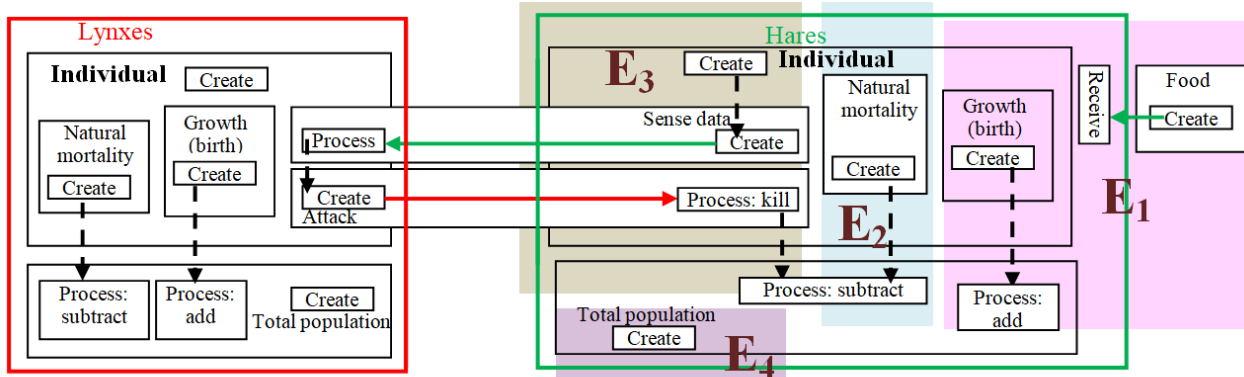 Lynxes
Individual
Create
Natural
mortality
Create
Growth
(birth)
Create
Process
Create
Attack
Process:
subtract
Process:
add
Create
Total population
Hares
E3
Create
Individual
Sense data
Create
Process: kill
Natural
mortality
Create
E2
Growth
(birth)
Create
Receive
Food
Create
E1
Process: subtract
Process:
add
Total population
Create
E4